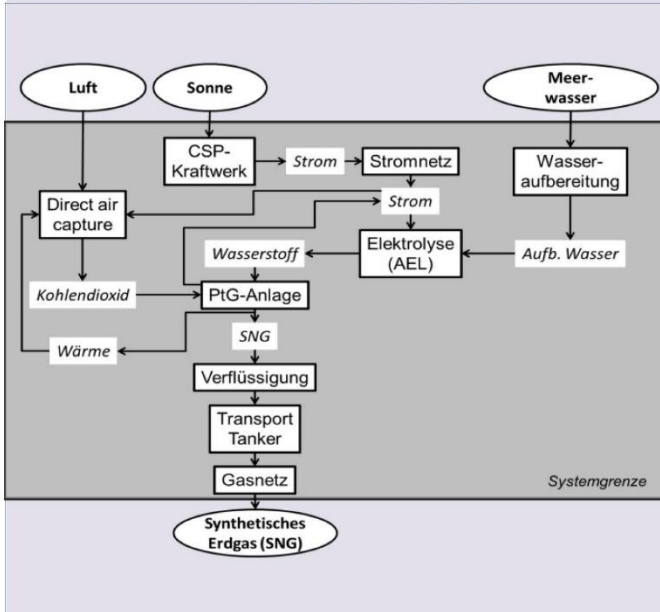 Luft
Sonne
Meer-
wasser
CSP-
Kraftwerk
Strom
Stromnetz
Wasser-
aufbereitung
Direct air
capture
Strom
Wasserstoff
Elektrolyse
(AEL)
Aufb. Wasser
Kohlendioxid
PtG-Anlage
SNG
Wärme
Verflüssigung
Transport
Tanker
Gasnetz
Systemgrenze
Synthetisches
Erdgas (SNG)